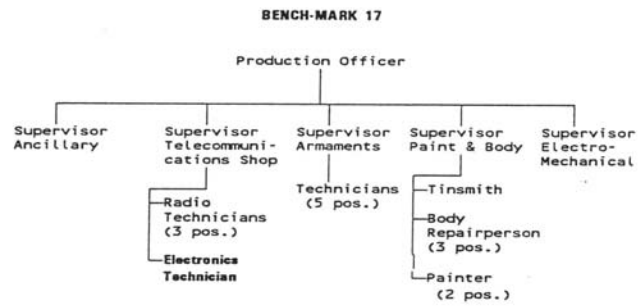 BENCH-MARK 17
Production Officer
Supervisor
Ancillary
Supervisor
Telecommuni-
cations Shop
Supervisor
Armaments
Supervisor
Paint & Body
Supervisor
Electro-
Mechanical
Radio
Technicians
(3 pos.)
Electronics
Technician
Technicians
(5 pos.)
Tinsmith
Body
Repairperson
(3 pos.)
Painter
(2 pos.)